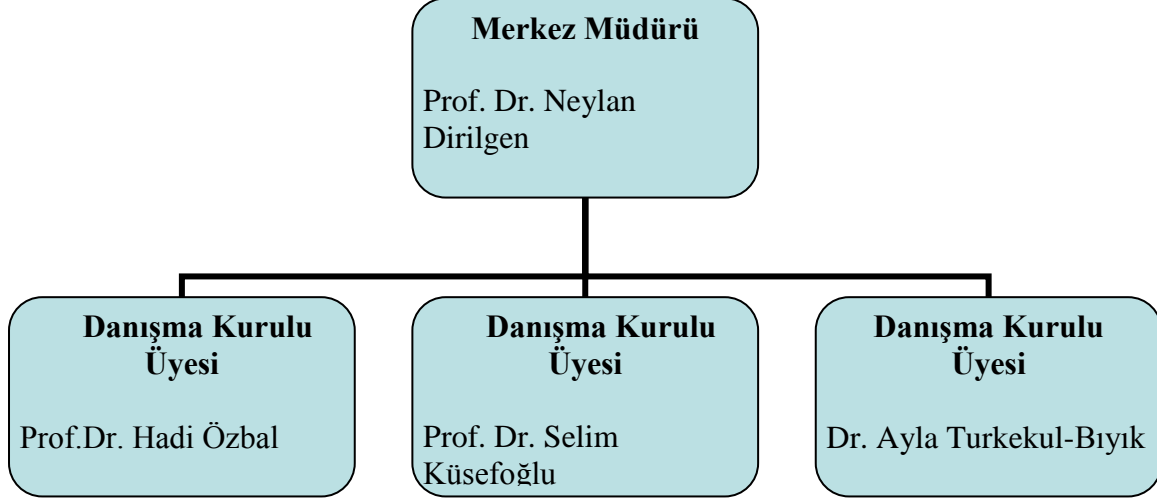 Merkez Müdürü
Prof. Dr. Neylan
Dirilgen
Danışma Kurulu
Üyesi
Prof.Dr. Hadi Özbal
Danışma Kurulu
Üyesi
Prof. Dr. Selim
Küsefoğlu
Danışma Kurulu
Üyesi
Dr. Ayla Turkekul-Bıyık